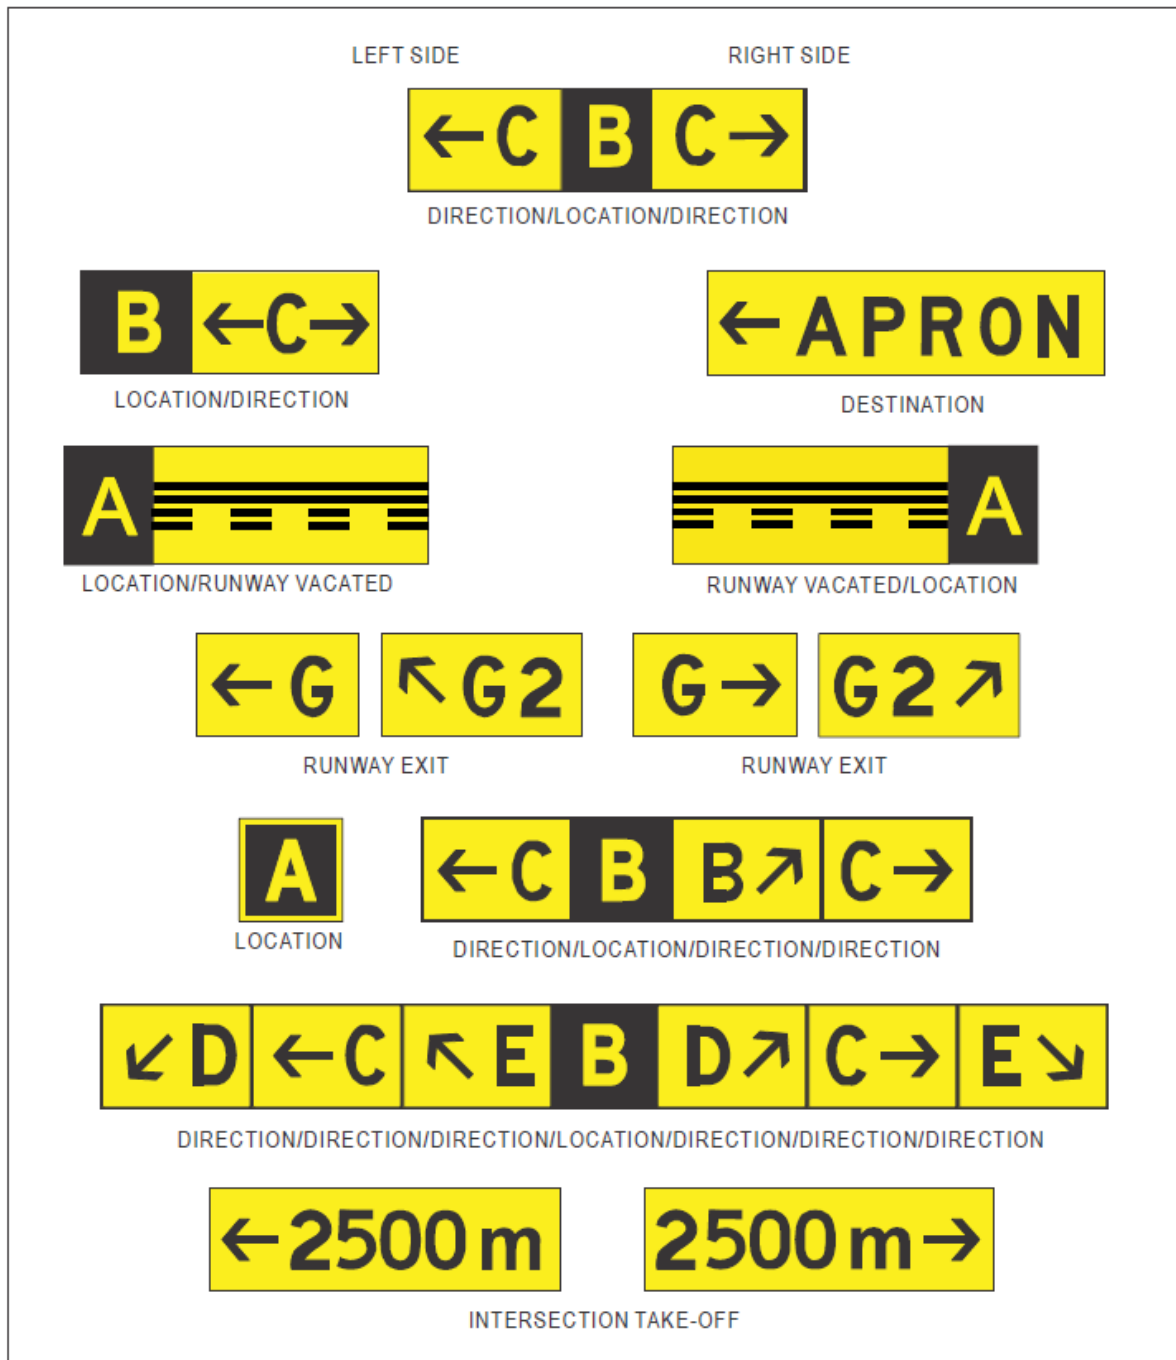 LEFT SIDE RIGHT SIDE
←C B C→
DIRECTION/LOCATION/DIRECTION
B ←C→
LOCATION/DIRECTION
←APRON
DESTINATION
A
LOCATION/RUNWAY VACATED
A
RUNWAY VACATED/LOCATION
←G ↖G2
RUNWAY EXIT
G→ G2↗
RUNWAY EXIT
A
LOCATION
←C B B↗ C→
DIRECTION/LOCATION/DIRECTION/DIRECTION
↙D ←C ↖E B D↗ C→ E↘
DIRECTION/DIRECTION/DIRECTION/LOCATION/DIRECTION/DIRECTION/DIRECTION
←2500m 2500m→
INTERSECTION TAKE-OFF